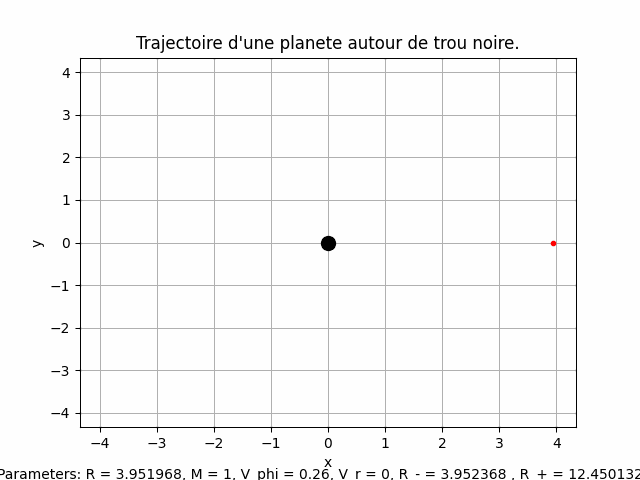 Trajectoire d'une planete autour de trou noire.
4
3
2
1
0
−1
−2
−3
−4
y
−4 −3 −2 −1 0 1 2 3 4
x
Parameters: R = 3.951968, M = 1, V_phi = 0.26, V_r = 0, R_- = 3.952368 , R_+ = 12.450132